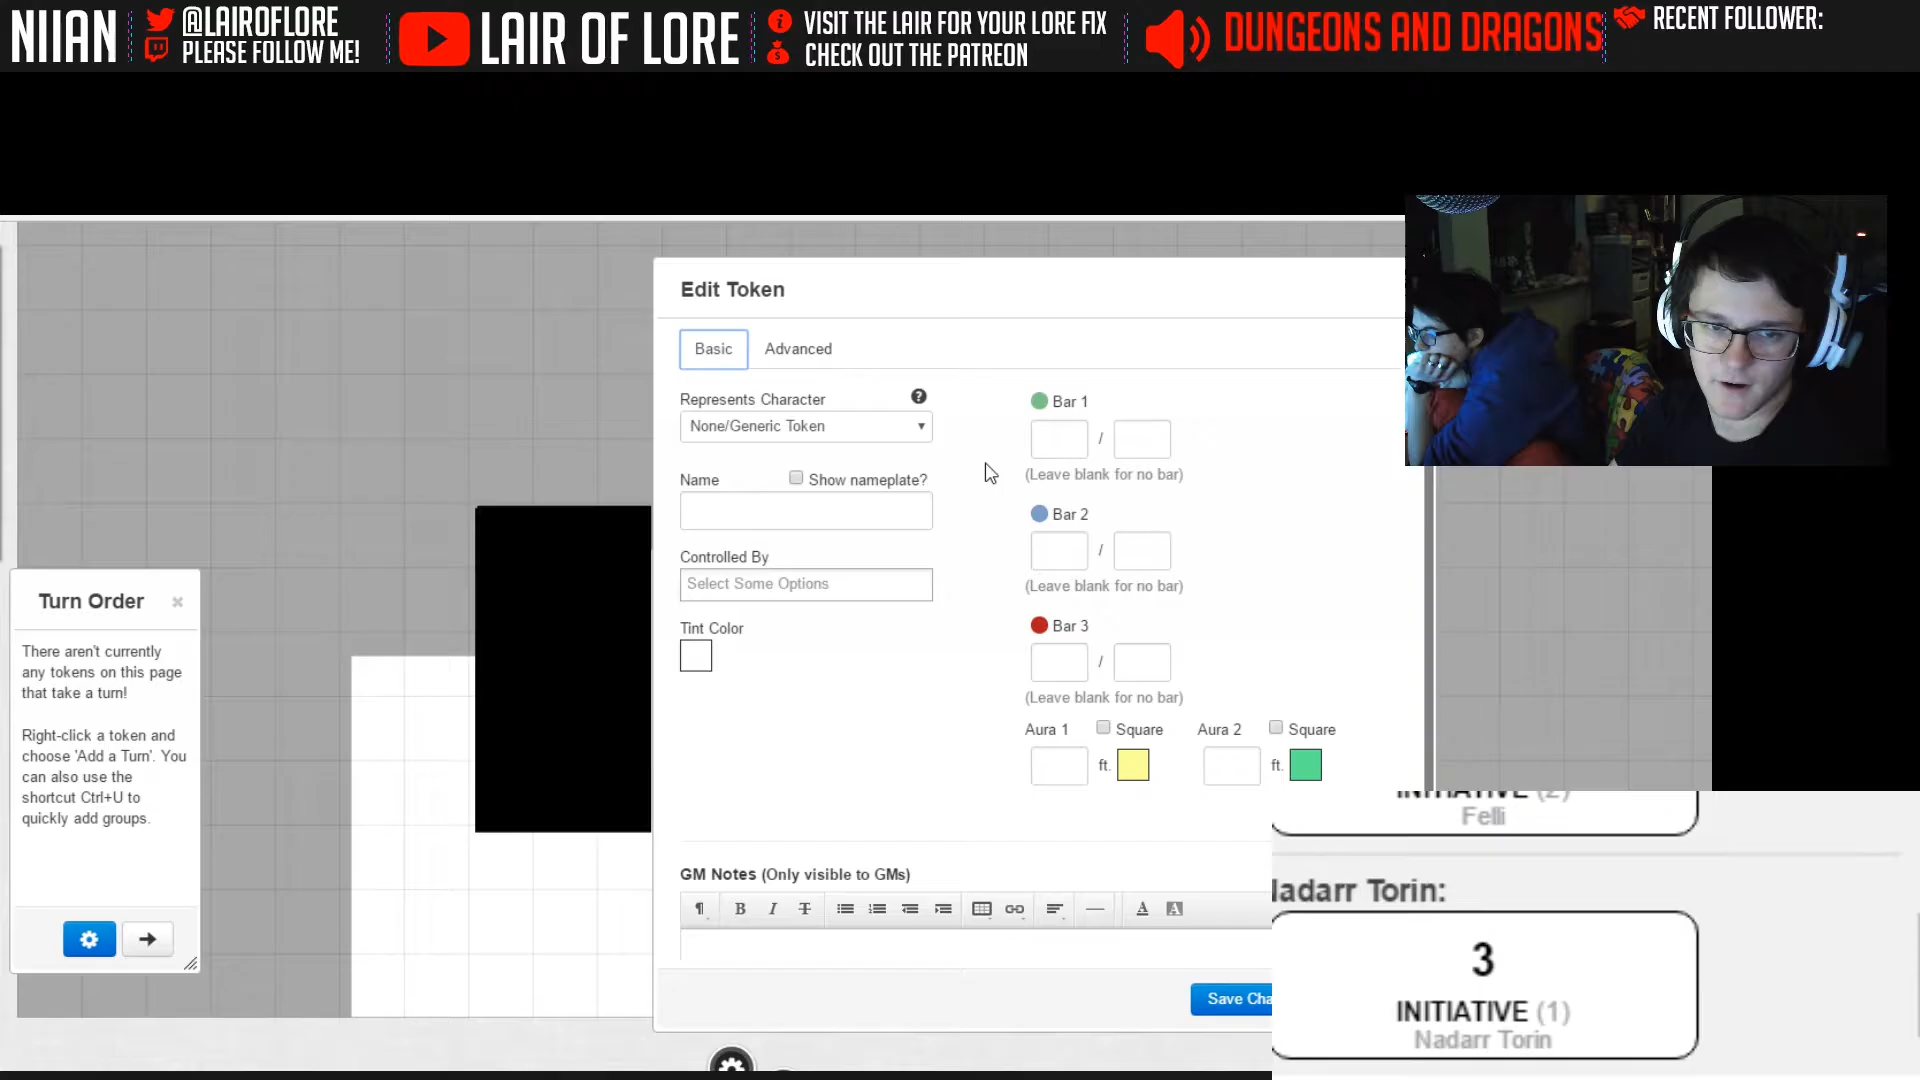 NIIAN
@LAIROFLORE
PLEASE FOLLOW ME!
LAIR OF LORE
VISIT THE LAIR FOR YOUR LORE FIX
CHECK OUT THE PATREON
DUNGEONS AND DRAGONS
RECENT FOLLOWER:
Edit Token
Basic
Advanced
Represents Character
None/Generic Token
Name
Show nameplate?
Controlled By
Select Some Options
Tint Color
Bar 1
/
(Leave blank for no bar)
Bar 2
/
(Leave blank for no bar)
Bar 3
/
(Leave blank for no bar)
Aura 1
Square
Aura 2
Square
ft.
ft.
GM Notes (Only visible to GMs)
Save Cha
Turn Order
There aren't currently
any tokens on this page
that take a turn!
Right-click a token and
choose 'Add a Turn'. You
can also use the
shortcut Ctrl+U to
quickly add groups.
INITIATIVE (2)
Felli
Nadarr Torin:
3
INITIATIVE (1)
Nadarr Torin